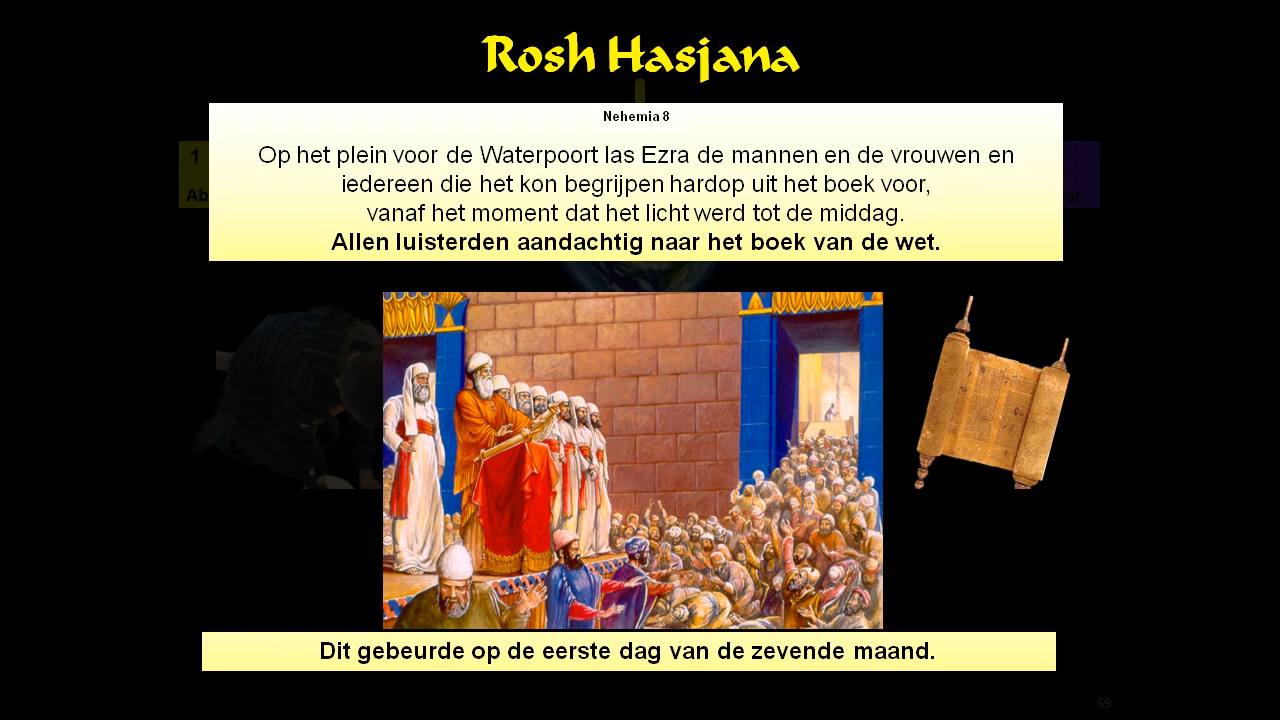 Rosh Hasjana
Nehemia 8
1
Ab
Op het plein voor de Waterpoort las Ezra de mannen en de vrouwen en
iedereen die het kon begrijpen hardop uit het boek voor,
vanaf het moment dat het licht werd tot de middag.
Allen luisterden aandachtig naar het boek van de wet.
Dit gebeurde op de eerste dag van de zevende maand.
69